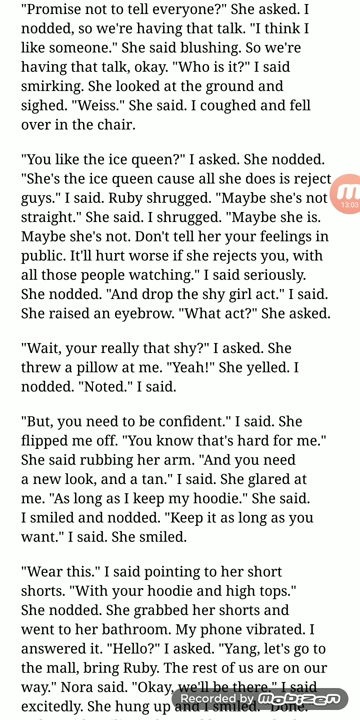 "Promise not to tell everyone?" She asked. I
nodded, so we're having that talk. "I think I
like someone." She said blushing. So we're
having that talk, okay. "Who is it?" I said
smirking. She looked at the ground and
sighed. "Weiss." She said. I coughed and fell
over in the chair.
"You like the ice queen?" I asked. She nodded.
"She's the ice queen cause all she does is reject
guys." I said. Ruby shrugged. "Maybe she's not
straight." She said. I shrugged. "Maybe she is.
Maybe she's not. Don't tell her your feelings in
public. It'll hurt worse if she rejects you, with
all those people watching." I said seriously.
She nodded. "And drop the shy girl act." I said.
She raised an eyebrow. "What act?" She asked.
13:03
"Wait, your really that shy?" I asked. She
threw a pillow at me. "Yeah!" She yelled. I
nodded. "Noted." I said.
"But, you need to be confident." I said. She
flipped me off. "You know that's hard for me."
She said rubbing her arm. "And you need
a new look, and a tan." I said. She glared at
me. "As long as I keep my hoodie." She said.
I smiled and nodded. "Keep it as long as you
want." I said. She smiled.
"Wear this." I said pointing to her short
shorts. "With your hoodie and high tops."
She nodded. She grabbed her shorts and
went to her bathroom. My phone vibrated. I
answered it. "Hello?" I asked. "Yang, let's go to
the mall, bring Ruby. The rest of us are on our
way." Nora said. "Okay, we'll be there." I said
excitedly. She hung up and I smiled. "Done."
Recorded by Mobizen